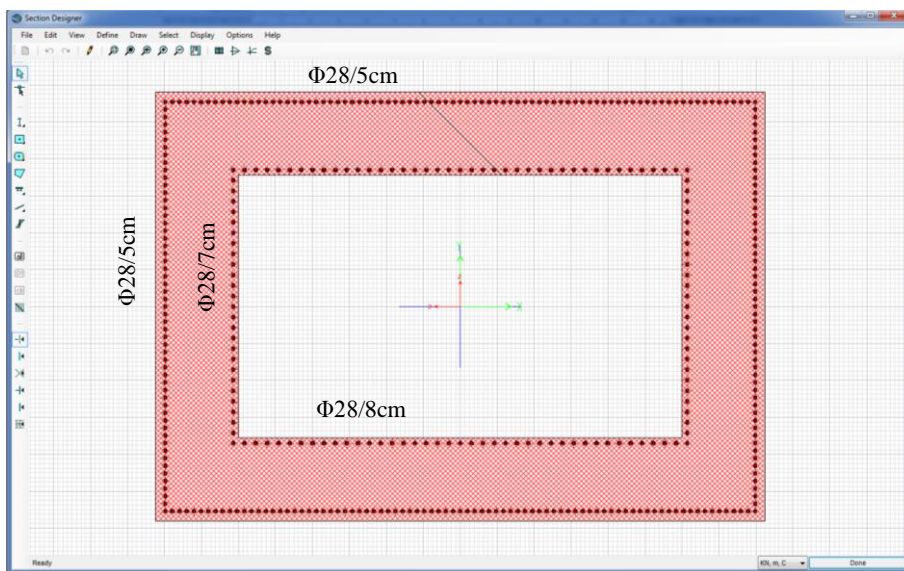 Section Designer
File Edit View Define Draw Select Display Options Help
Φ28/5cm
Φ28/5cm
Φ28/7cm
Φ28/8cm
Ready
KN, m, C
Done